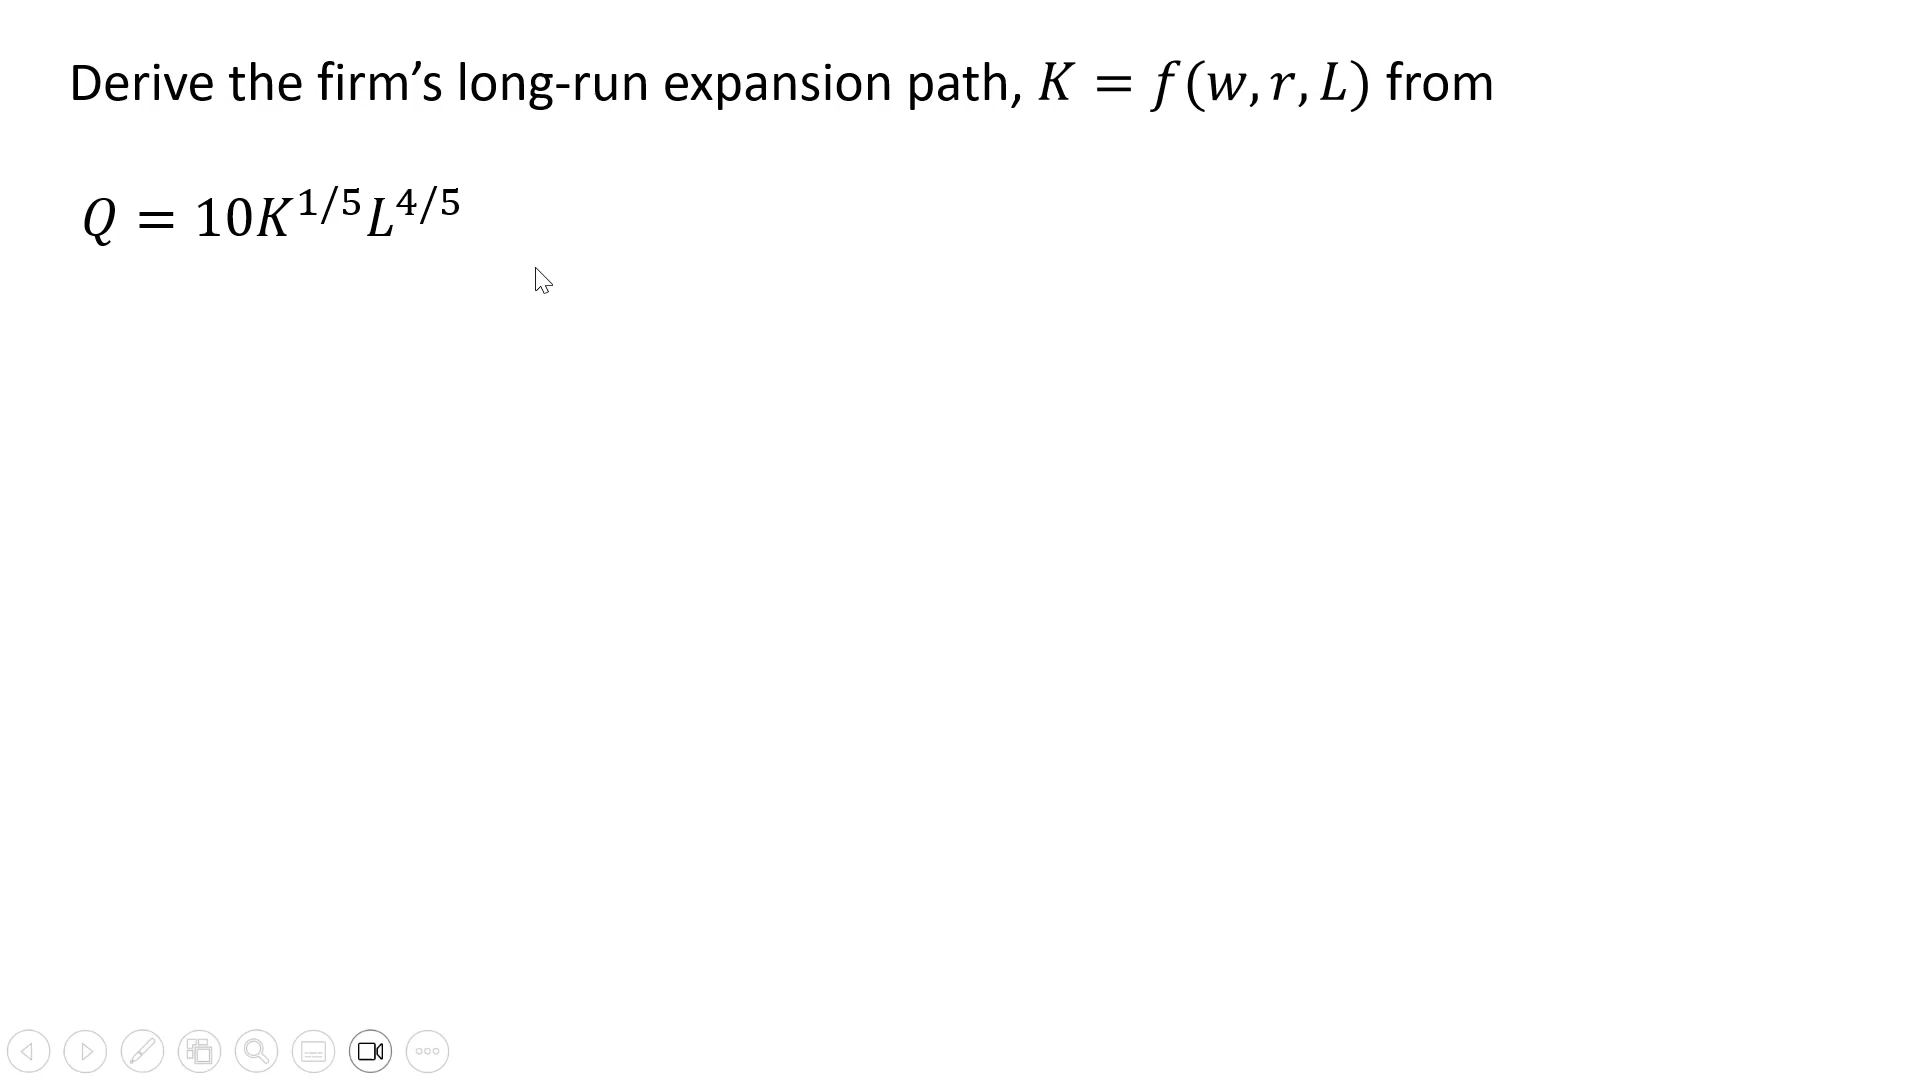 Derive the firm’s long-run expansion path, K = f(w, r, L) from
Q = 10K^{1/5}L^{4/5}